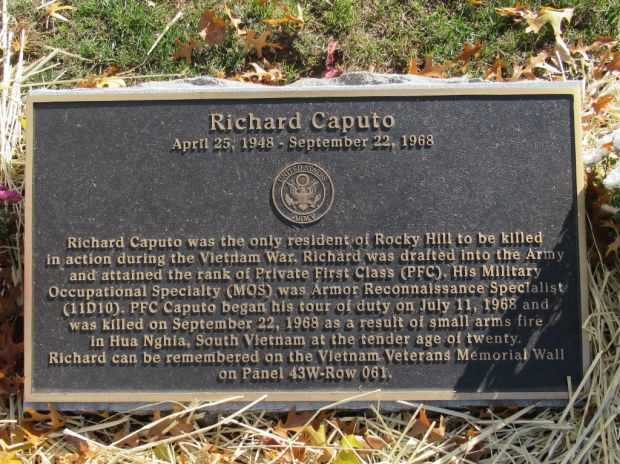 Richard Caputo
April 25, 1948 - September 22, 1968
UNITED STATES
ARMY
Richard Caputo was the only resident of Rocky Hill to be killed
in action during the Vietnam War. Richard was drafted into the Army
and attained the rank of Private First Class (PFC). His Military
Occupational Specialty (MOS) was Armor Reconnaissance Specialist
(11D10). PFC Caputo began his tour of duty on July 11, 1968 and
was killed on September 22, 1968 as a result of small arms fire
in Hua Nghia, South Vietnam at the tender age of twenty.
Richard can be remembered on the Vietnam Veterans Memorial Wall
on Panel 43W-Row 061.